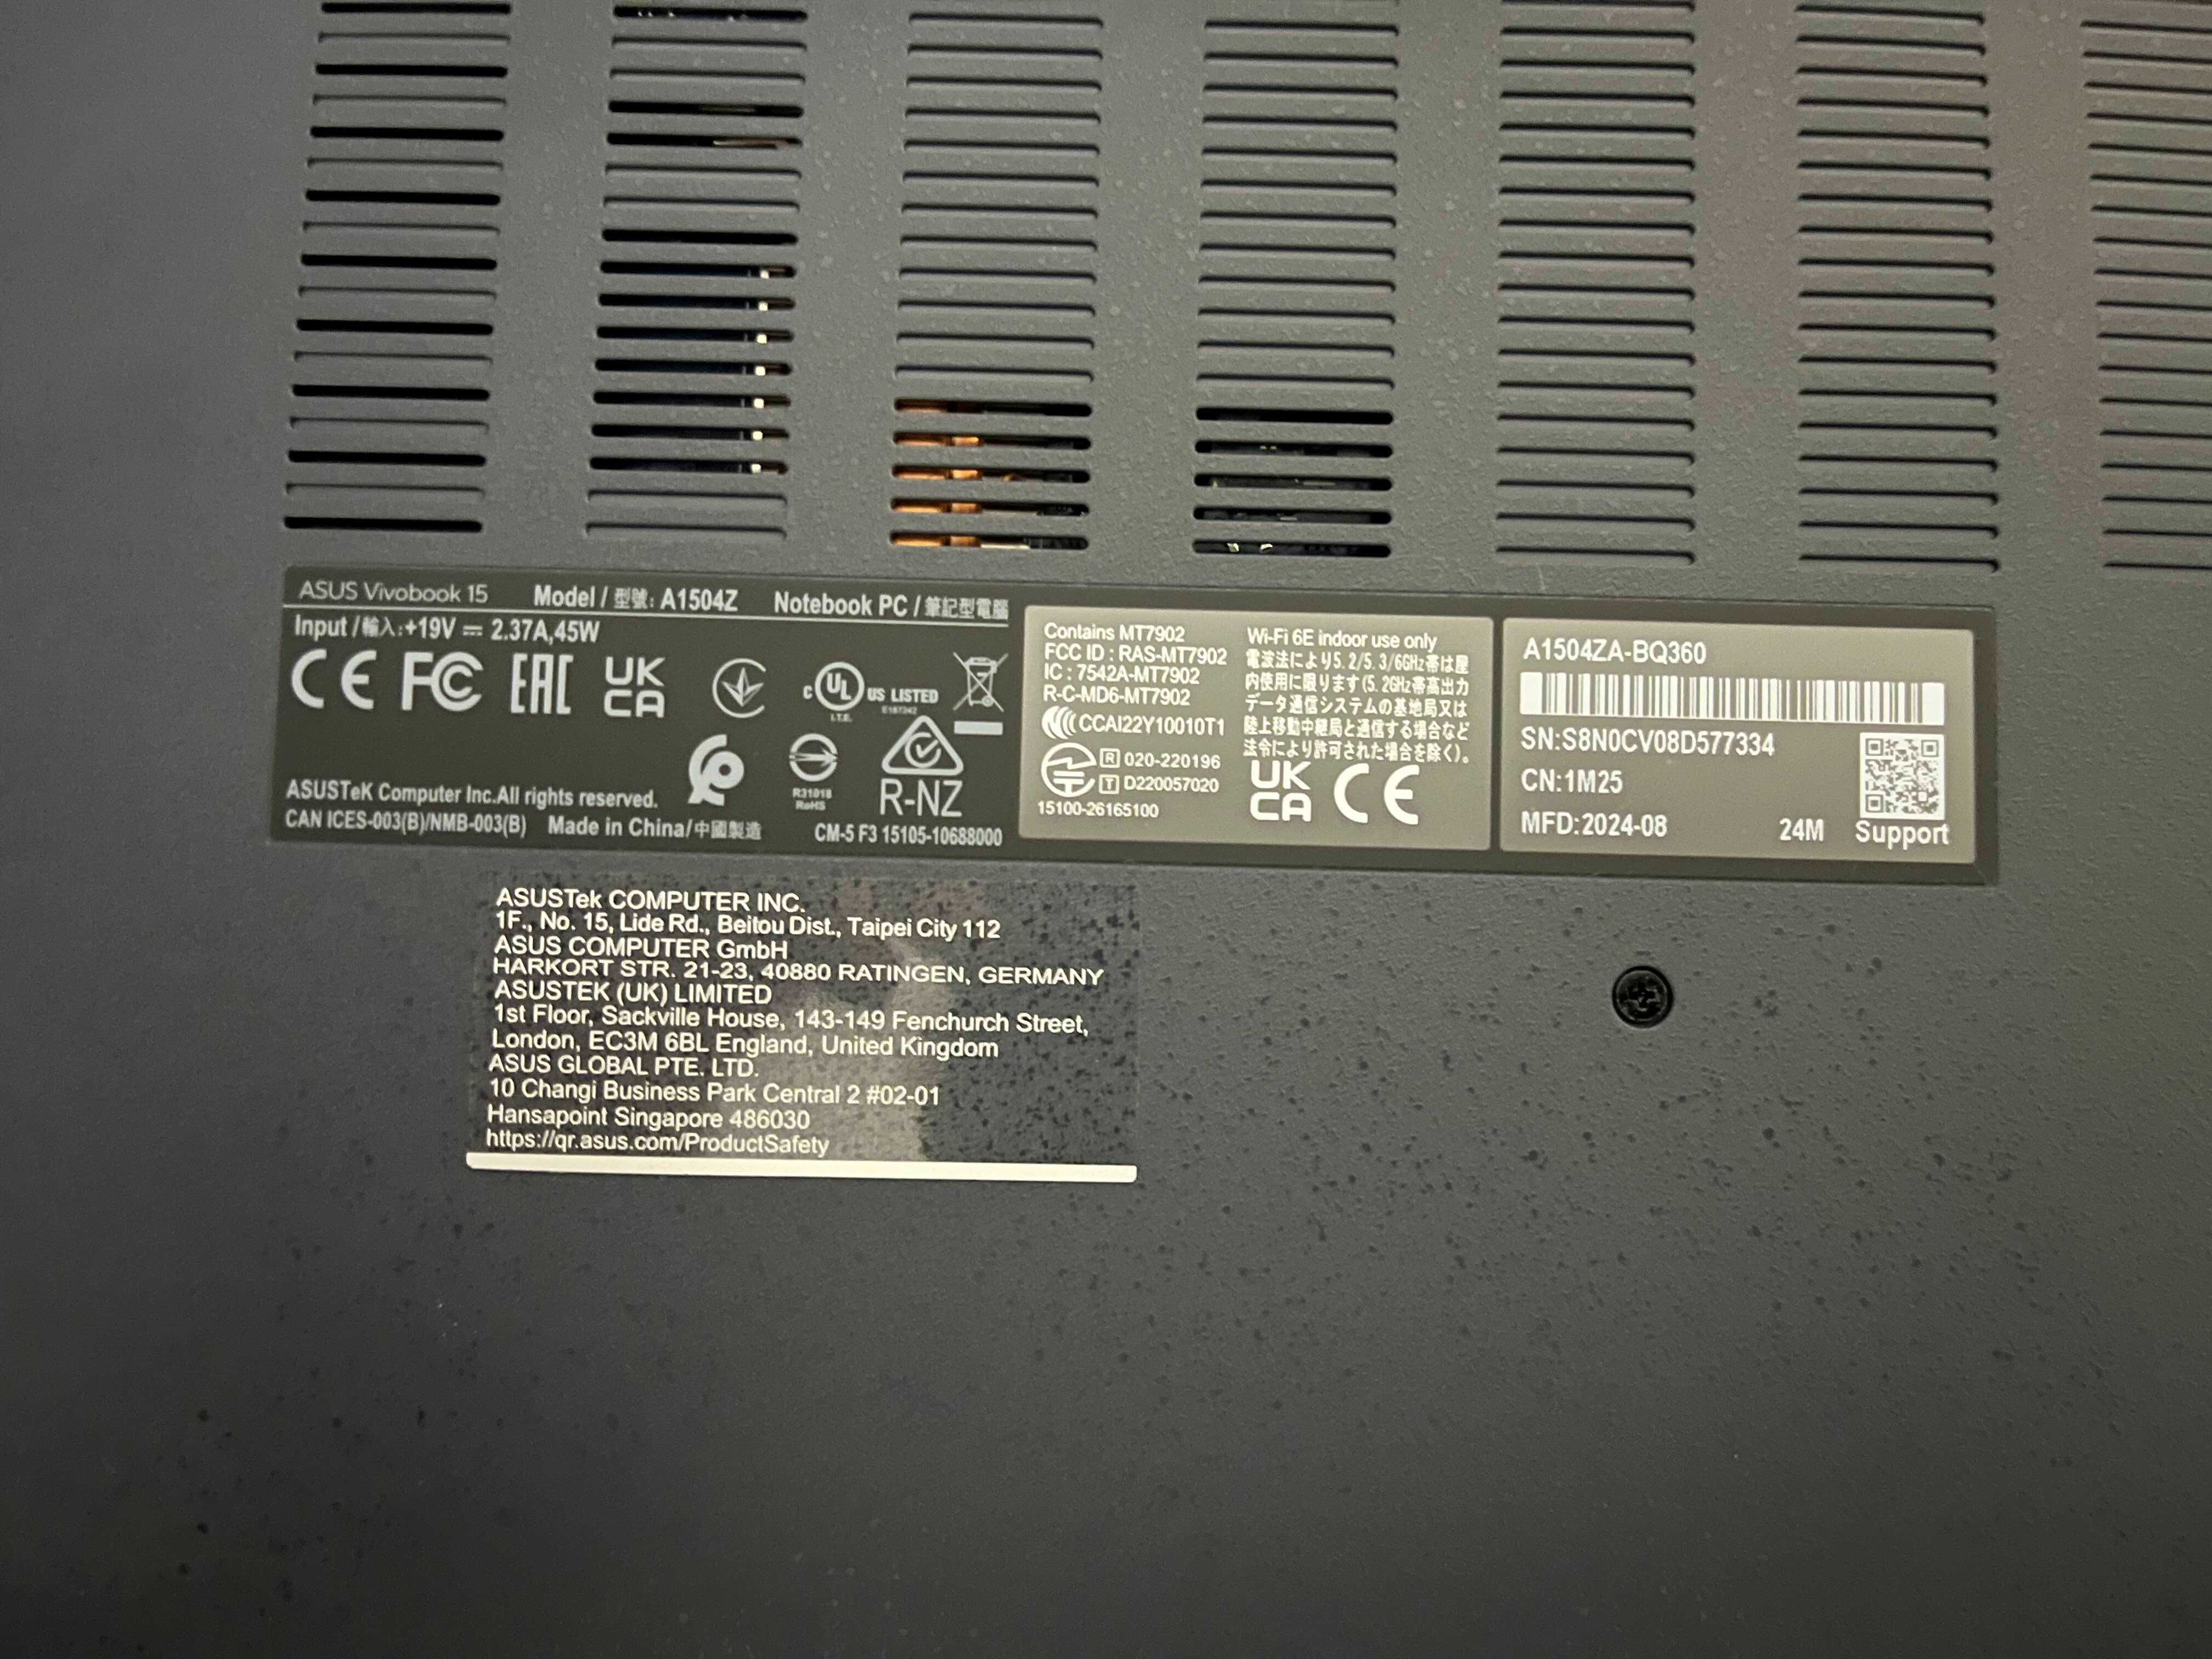 ASUS Vivobook 15 Model / 型號: A1504Z Notebook PC / 筆記型電腦
Input / 輸入:+19V ⎓ 2.37A,45W
CE FC EAC UK CA
c UL US LISTED
I.T.E. E187242
R31018
RoHS
R-NZ
ASUSTeK Computer Inc.All rights reserved.
CAN ICES-003(B)/NMB-003(B) Made in China/中國製造 CM-5 F3 15105-10688000
Contains MT7902
FCC ID : RAS-MT7902
IC : 7542A-MT7902
R-C-MD6-MT7902
CCAI22Y10010T1
R 020-220196
T D220057020
15100-26165100
Wi-Fi 6E indoor use only
電波法により5.2/5.3/6GHz帯は屋
内使用に限ります(5.2GHz帯高出力
データ通信システムの基地局又は
陸上移動中継局と通信する場合など
法令により許可された場合を除く)。
UK CA CE
A1504ZA-BQ360
SN:S8N0CV08D577334
CN:1M25
MFD:2024-08 24M Support
ASUSTek COMPUTER INC.
1F., No. 15, Lide Rd., Beitou Dist., Taipei City 112
ASUS COMPUTER GmbH
HARKORT STR. 21-23, 40880 RATINGEN, GERMANY
ASUSTEK (UK) LIMITED
1st Floor, Sackville House, 143-149 Fenchurch Street,
London, EC3M 6BL England, United Kingdom
ASUS GLOBAL PTE. LTD.
10 Changi Business Park Central 2 #02-01
Hansapoint Singapore 486030
https://qr.asus.com/ProductSafety